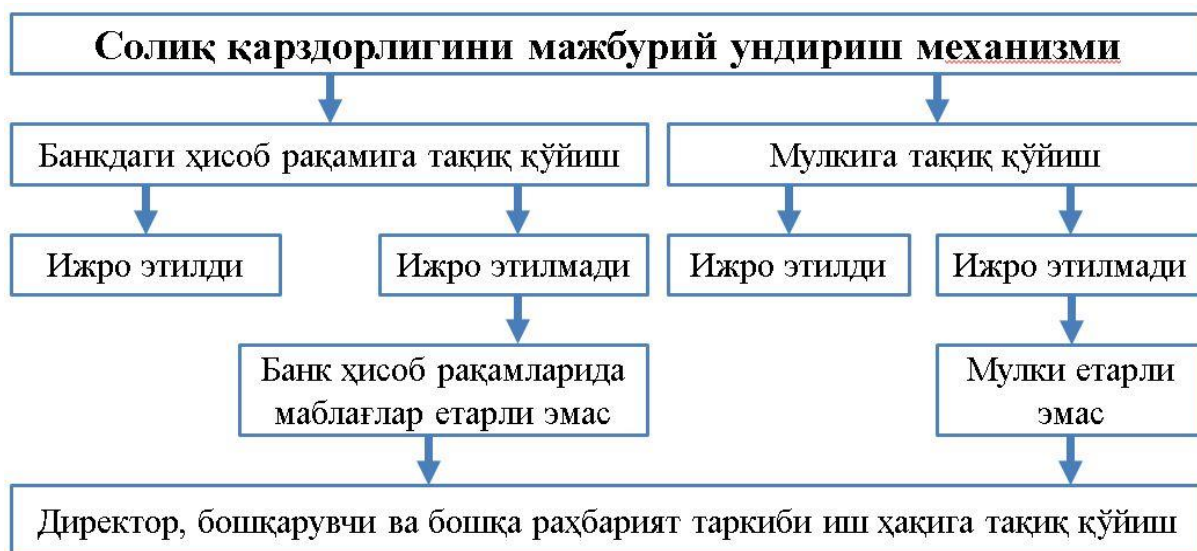 Солиқ қарздорлигини мажбурий ундириш механизми
Банкдаги ҳисоб рақамига тақиқ қўйиш
Мулкига тақиқ қўйиш
Ижро этилди
Ижро этилмади
Ижро этилди
Ижро этилмади
Банк ҳисоб рақамларида
маблағлар етарли эмас
Мулки етарли
эмас
Директор, бошқарувчи ва бошқа раҳбарият таркиби иш ҳақига тақиқ қўйиш